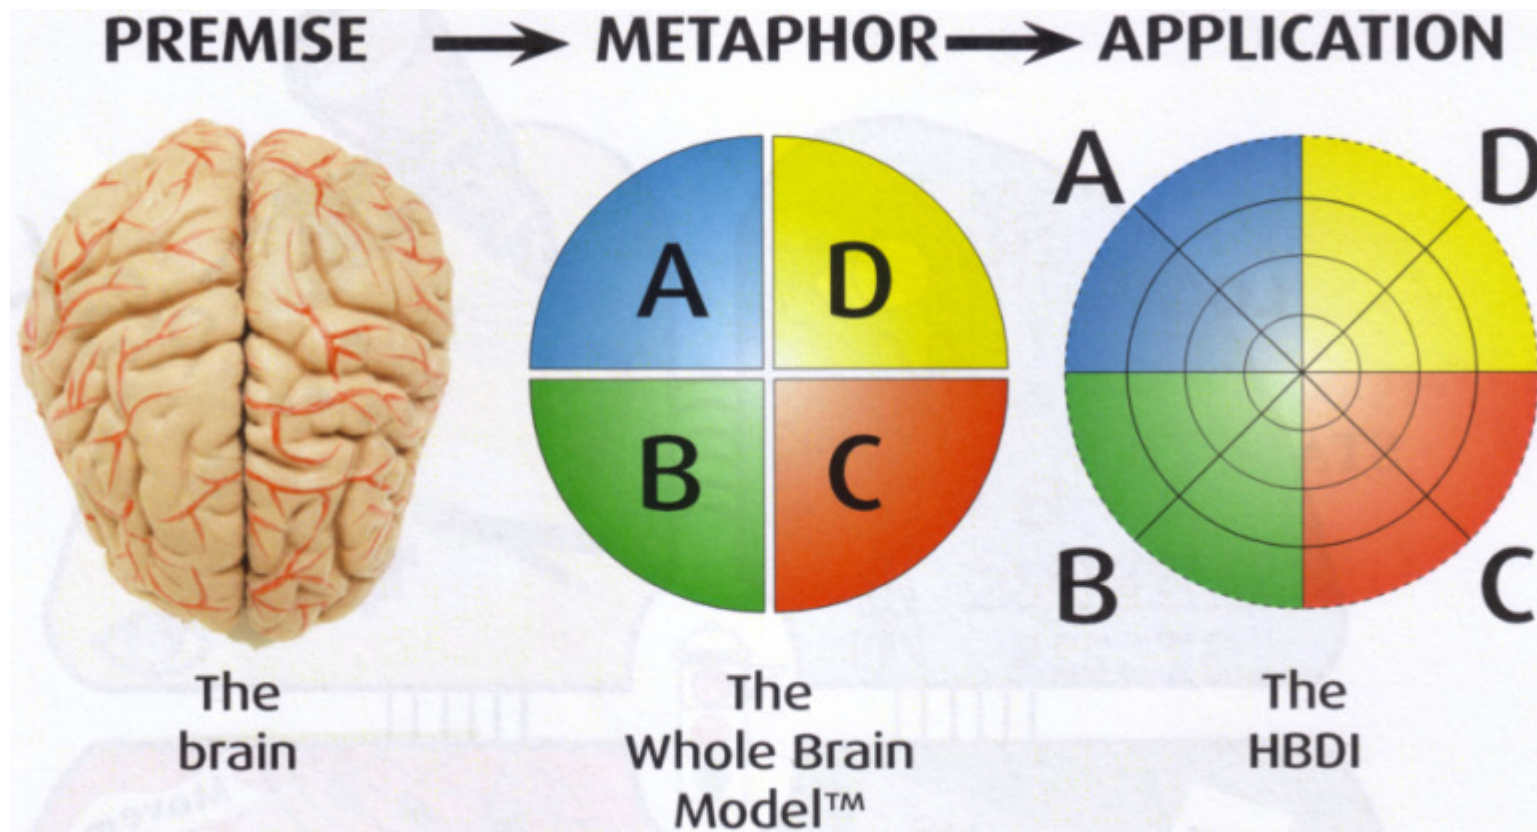 PREMISE → METAPHOR → APPLICATION
A D
B C
A D
B C
The
brain
The
Whole Brain
Model™
The
HBDI